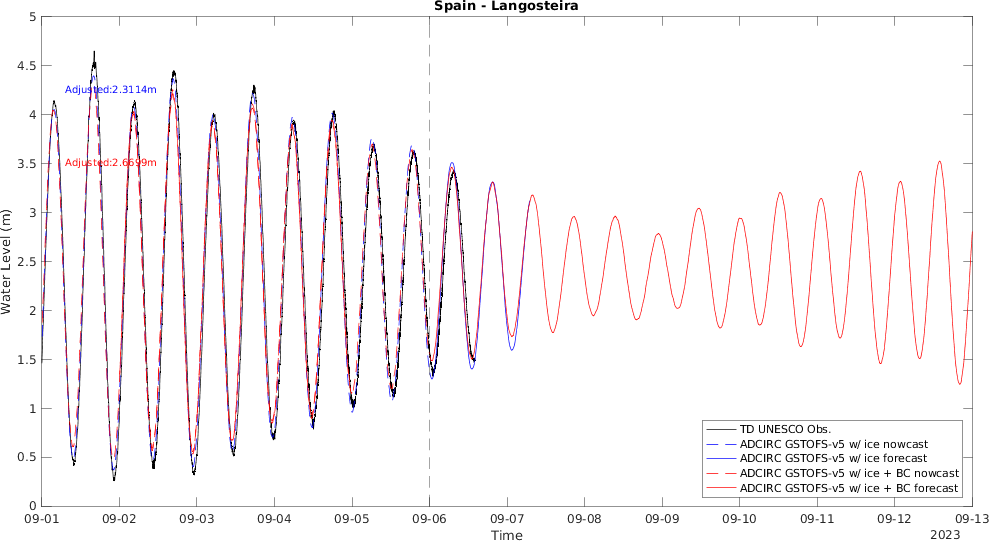 Spain - Langosteira
5
4.5
4
3.5
3
2.5
2
1.5
1
0.5
0
Water Level (m)
Adjusted:2.3114m
Adjusted:2.6699m
TD UNESCO Obs.
ADCIRC GSTOFS-v5 w/ ice nowcast
ADCIRC GSTOFS-v5 w/ ice forecast
ADCIRC GSTOFS-v5 w/ ice + BC nowcast
ADCIRC GSTOFS-v5 w/ ice + BC forecast
09-01 09-02 09-03 09-04 09-05 09-06 09-07 09-08 09-09 09-10 09-11 09-12 09-13
Time
2023